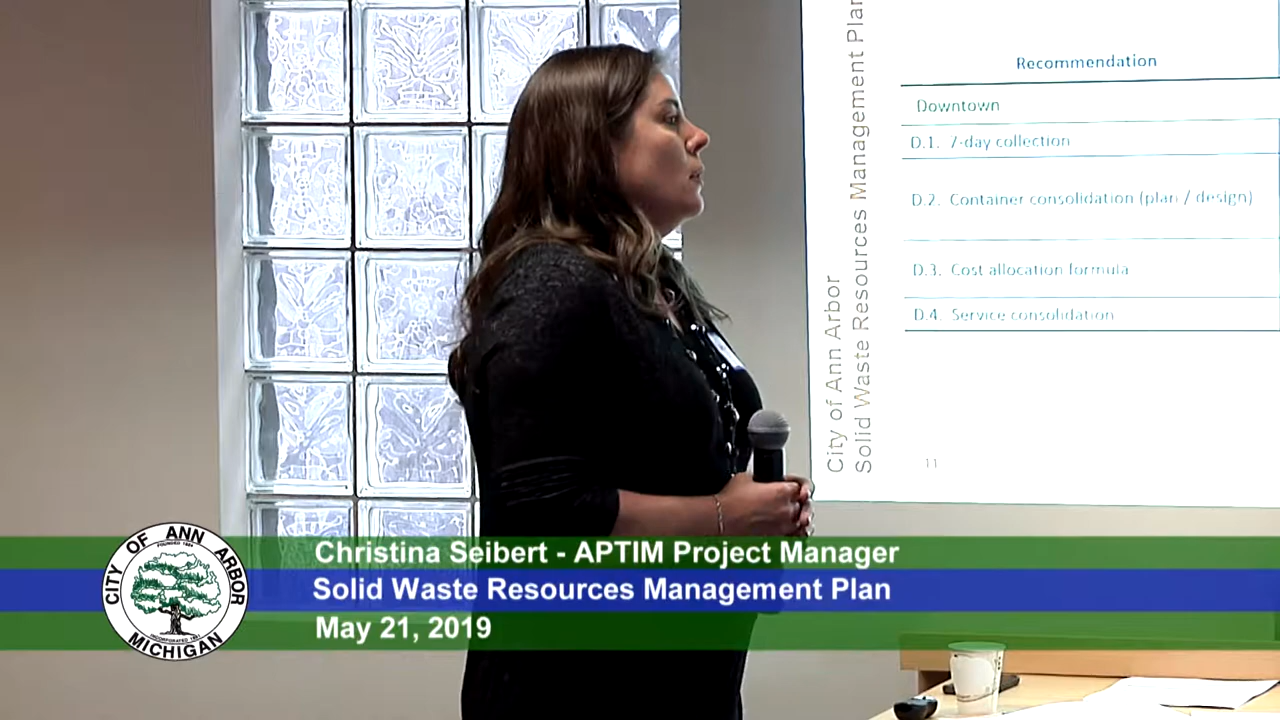 City of Ann Arbor
Solid Waste Resources Management Plan
Recommendation
Downtown
D.1. 7-day collection
D.2. Container consolidation (plan / design)
D.3. Cost allocation formula
D.4. Service consolidation
11
Christina Seibert - APTIM Project Manager
Solid Waste Resources Management Plan
May 21, 2019
CITY OF ANN ARBOR
MICHIGAN